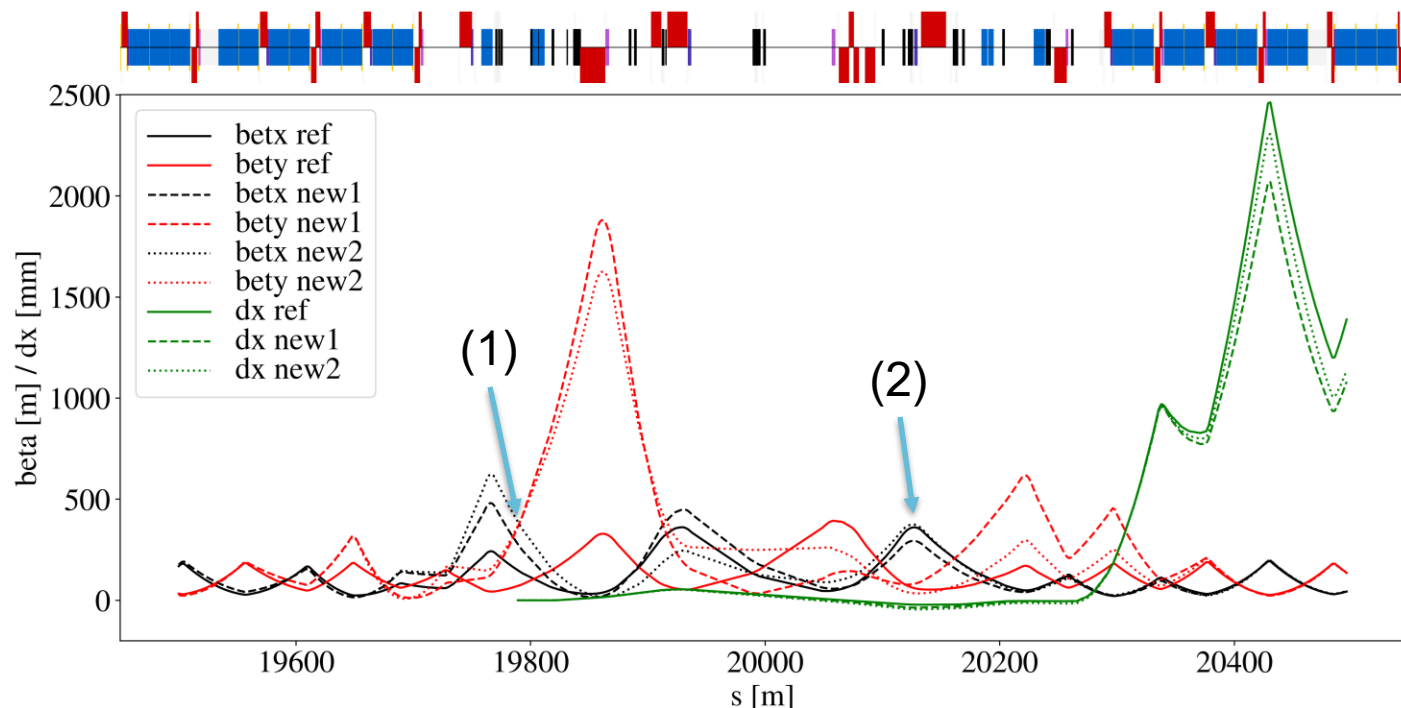 2500
2000
1500
1000
500
0
beta [m] / dx [mm]
betx ref
bety ref
betx new1
bety new1
betx new2
bety new2
dx ref
dx new1
dx new2
(1)
(2)
19600
19800
20000
20200
20400
s [m]